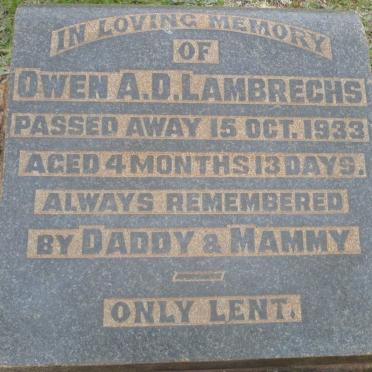 IN LOVING MEMORY
OF
OWEN A.D. LAMBRECHS
PASSED AWAY 15 OCT. 1933
AGED 4 MONTHS 13 DAYS.
ALWAYS REMEMBERED
BY DADDY & MAMMY
ONLY LENT.